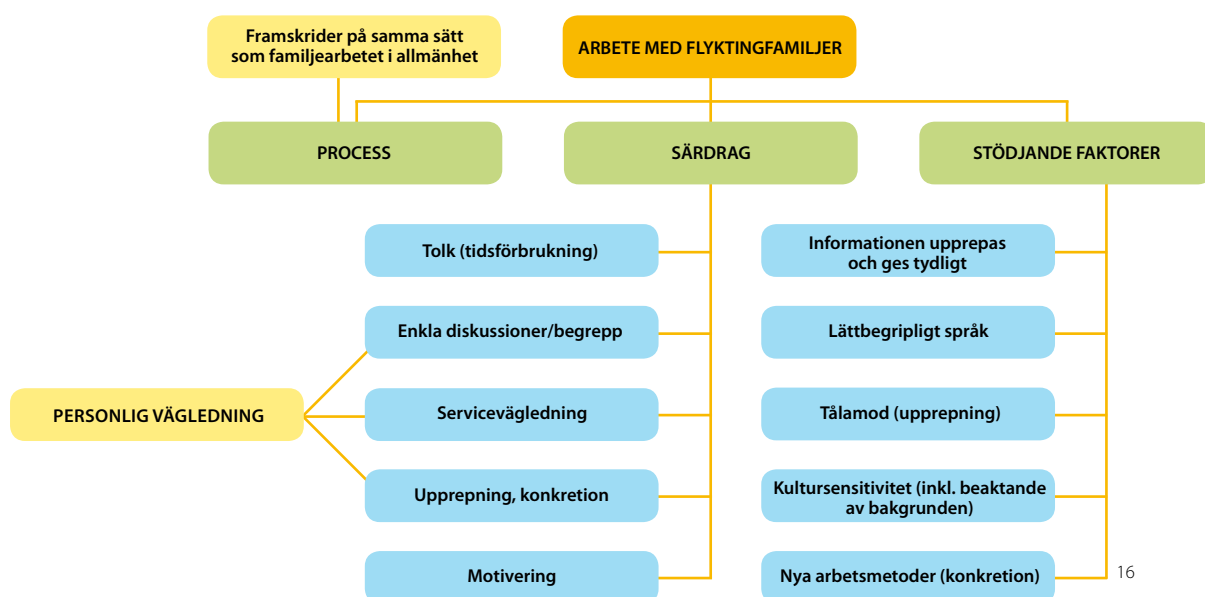 Framskrider på samma sätt
som familjearbetet i allmänhet
ARBETE MED FLYKTINGFAMILJER
PROCESS
SÄRDRAG
STÖDJANDE FAKTORER
Tolk (tidsförbrukning)
Enkla diskussioner/begrepp
Servicevägledning
Upprepning, konkretion
Motivering
PERSONLIG VÄGLEDNING
Informationen upprepas
och ges tydligt
Lättbegripligt språk
Tålamod (upprepning)
Kultursensitivitet (inkl. beaktande
av bakgrunden)
Nya arbetsmetoder (konkretion)
16